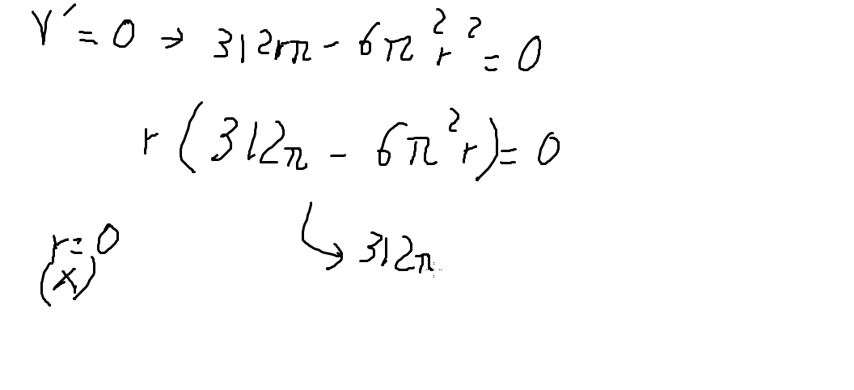 V' = 0 → 312rπ - 6π²r² = 0
r(312π - 6π²r) = 0
↳ 312π
r = 0
(x)